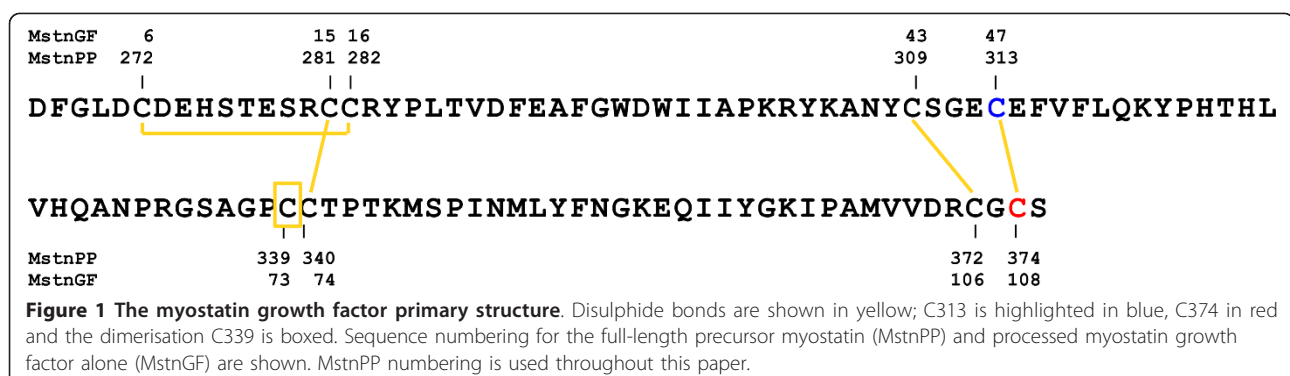 MstnGF 6 15 16 43 47
MstnPP 272 281 282 309 313
DFGLDCDEHSTESRCCRYPLTVDFEAFGWDWIIAPKRYKANYCSGECEFVFLQKYPHTHL
VHQANPRGSAGPCCTPTKMSPINMLYFNGKEQIIYGKIPAMVVDRCGCS
MstnPP 339 340 372 374
MstnGF 73 74 106 108
Figure 1 The myostatin growth factor primary structure. Disulphide bonds are shown in yellow; C313 is highlighted in blue, C374 in red
and the dimerisation C339 is boxed. Sequence numbering for the full-length precursor myostatin (MstnPP) and processed myostatin growth
factor alone (MstnGF) are shown. MstnPP numbering is used throughout this paper.